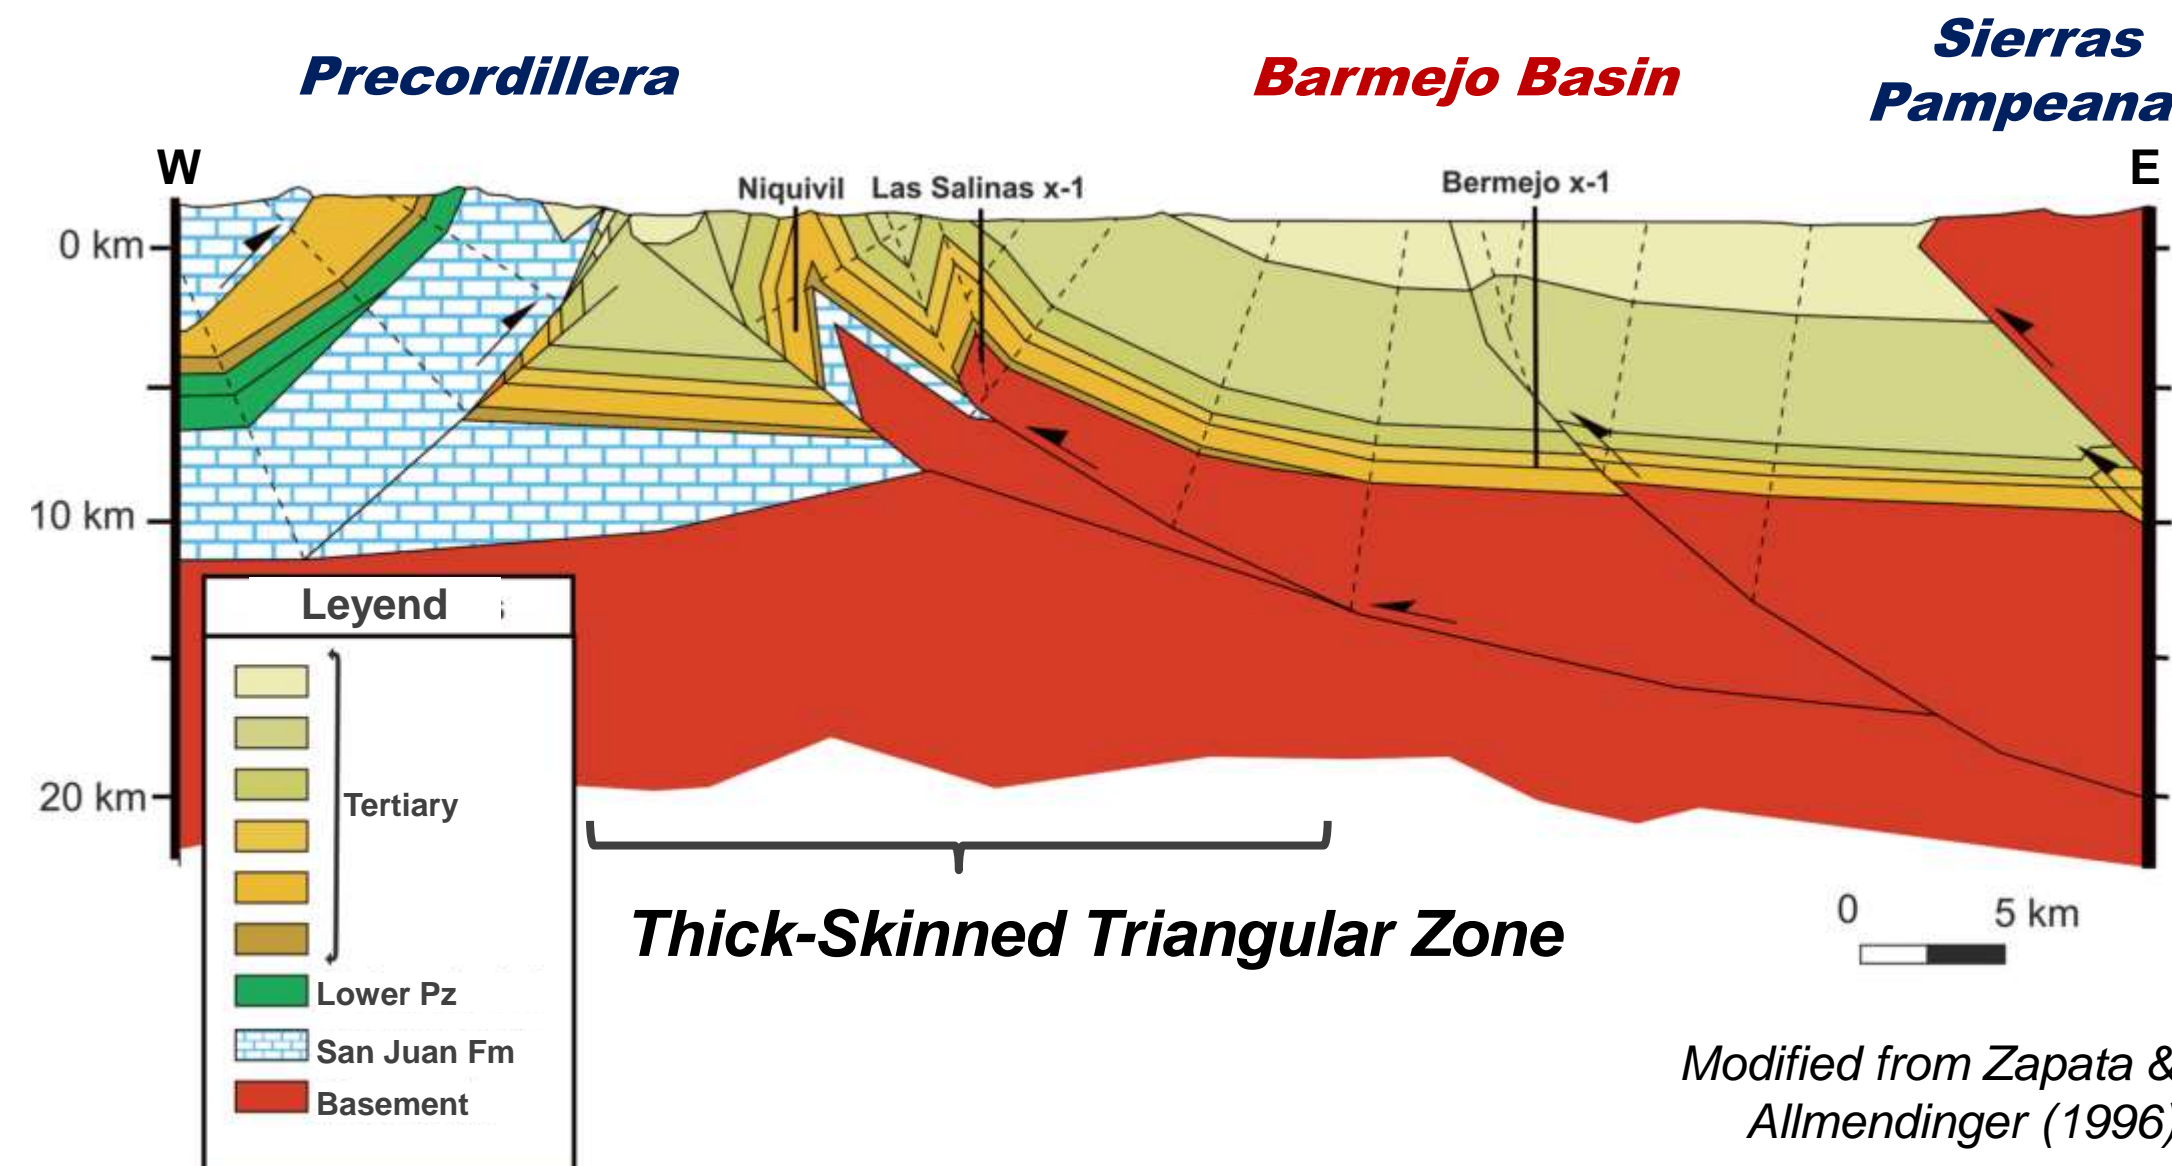 Precordillera
Barmejo Basin
Sierras
Pampeana
W
E
Niquivil
Las Salinas x-1
Bermejo x-1
0 km
10 km
20 km
Leyend
Tertiary
Lower Pz
San Juan Fm
Basement
Thick-Skinned Triangular Zone
0
5 km
Modified from Zapata &
Allmendinger (1996)